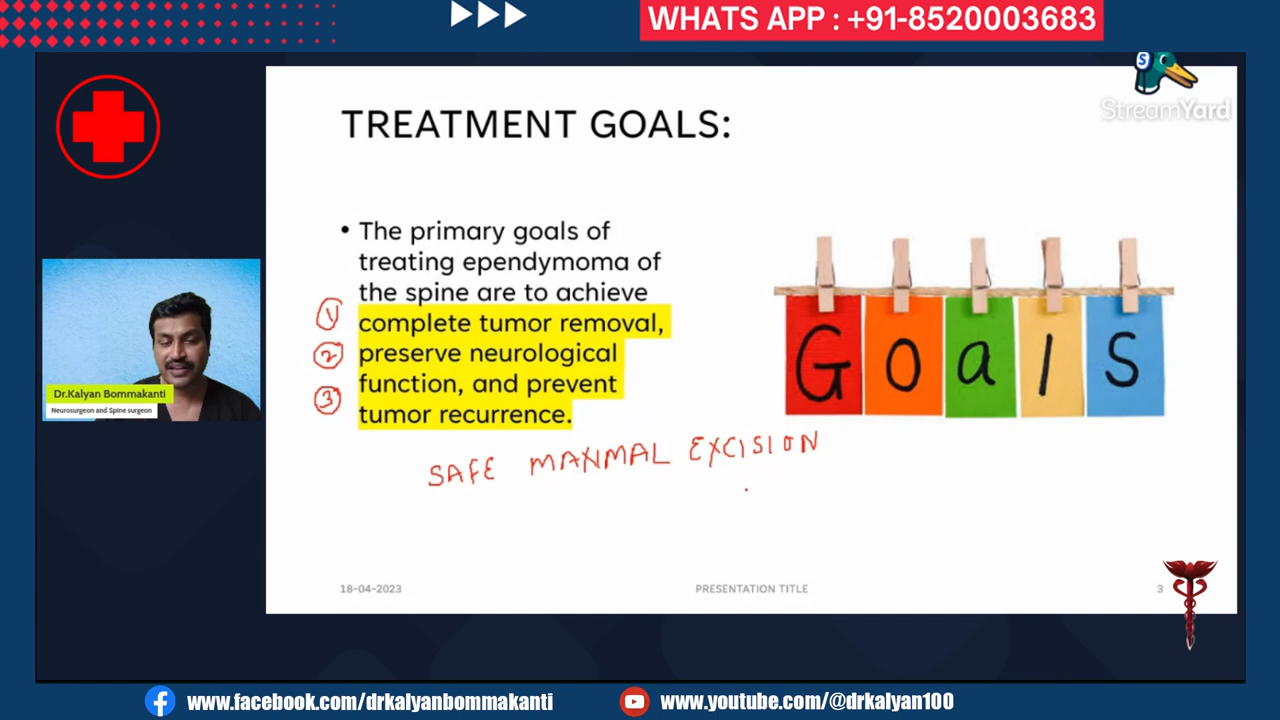 WHATS APP : +91-8520003683
S
StreamYard
TREATMENT GOALS:
• The primary goals of
treating ependymoma of
the spine are to achieve
1 complete tumor removal,
2 preserve neurological
function, and prevent
3 tumor recurrence.
GOalS
SAFE MAXIMAL EXCISION
Dr.Kalyan Bommakanti
Neurosurgeon and Spine surgeon
18-04-2023 PRESENTATION TITLE 3
www.facebook.com/drkalyanbommakanti www.youtube.com/@drkalyan100